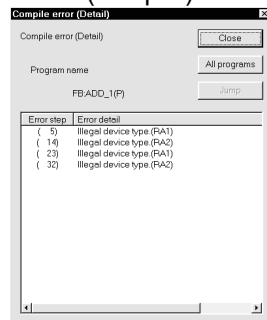 Compile error (Detail)
Compile error (Detail)
Close
Program name
All programs
FB:ADD_1(P)
Jump
Error step Error detail
( 5) Illegal device type.(RA1)
( 14) Illegal device type.(RA2)
( 23) Illegal device type.(RA1)
( 32) Illegal device type.(RA2)